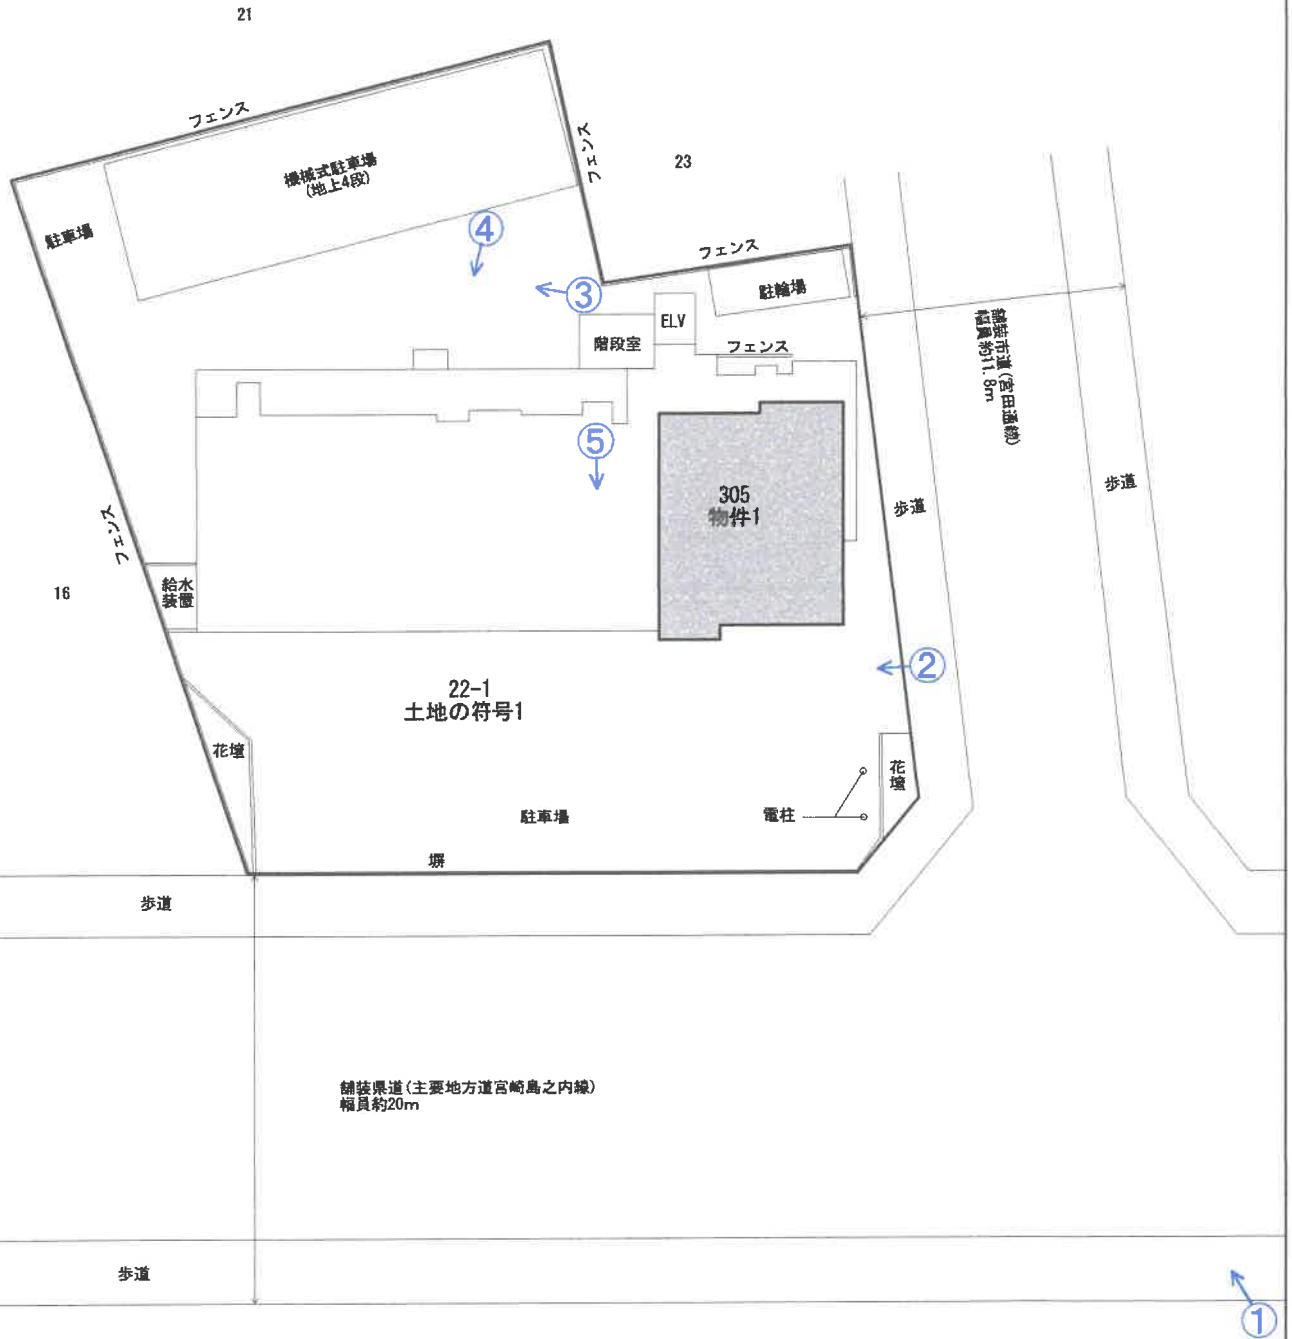 21
フェンス
機械式駐車場
(地上4段)
フェンス
23
駐車場
④
フェンス
③
駐輪場
ELV
階段室
フェンス
舗装市道(宮田通線)
幅員約11.8m
⑤
305
物件1
歩道
歩道
フェンス
16
給水
装置
②
22-1
土地の符号1
花壇
花壇
駐車場
電柱
塀
歩道
舗装県道(主要地方道宮崎島之内線)
幅員約20m
歩道
①